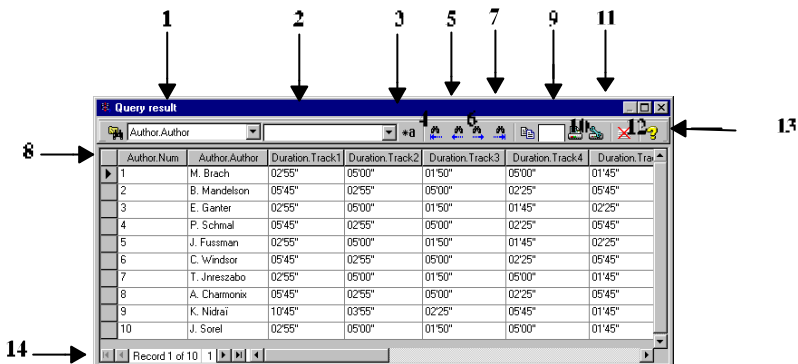 1 2 3 5 7 9 11
Query result
Author.Author *a 4 6 10 12 ? 13
8
Author.Num Author.Author Duration.Track1 Duration.Track2 Duration.Track3 Duration.Track4 Duration.Tra
1 M. Brach 02'55" 05'00" 01'50" 05'00" 01'45"
2 B. Mandelson 05'45" 02'55" 05'00" 02'25" 05'45"
3 E. Ganter 02'55" 05'00" 01'50" 01'45" 02'25"
4 P. Schmal 05'45" 02'55" 05'00" 02'25" 05'45"
5 J. Fussman 02'55" 05'00" 01'50" 01'45" 02'25"
6 C. Windsor 05'45" 02'55" 05'00" 02'25" 05'45"
7 T. Jnreszabo 02'55" 05'00" 01'50" 05'00" 01'45"
8 A. Charmonix 05'45" 02'55" 05'00" 02'25" 05'45"
9 K. Nidraï 10'45" 03'55" 02'25" 05'45" 01'45"
10 J. Sorel 02'55" 05'00" 01'50" 05'00" 01'45"
14 Record 1 of 10 1